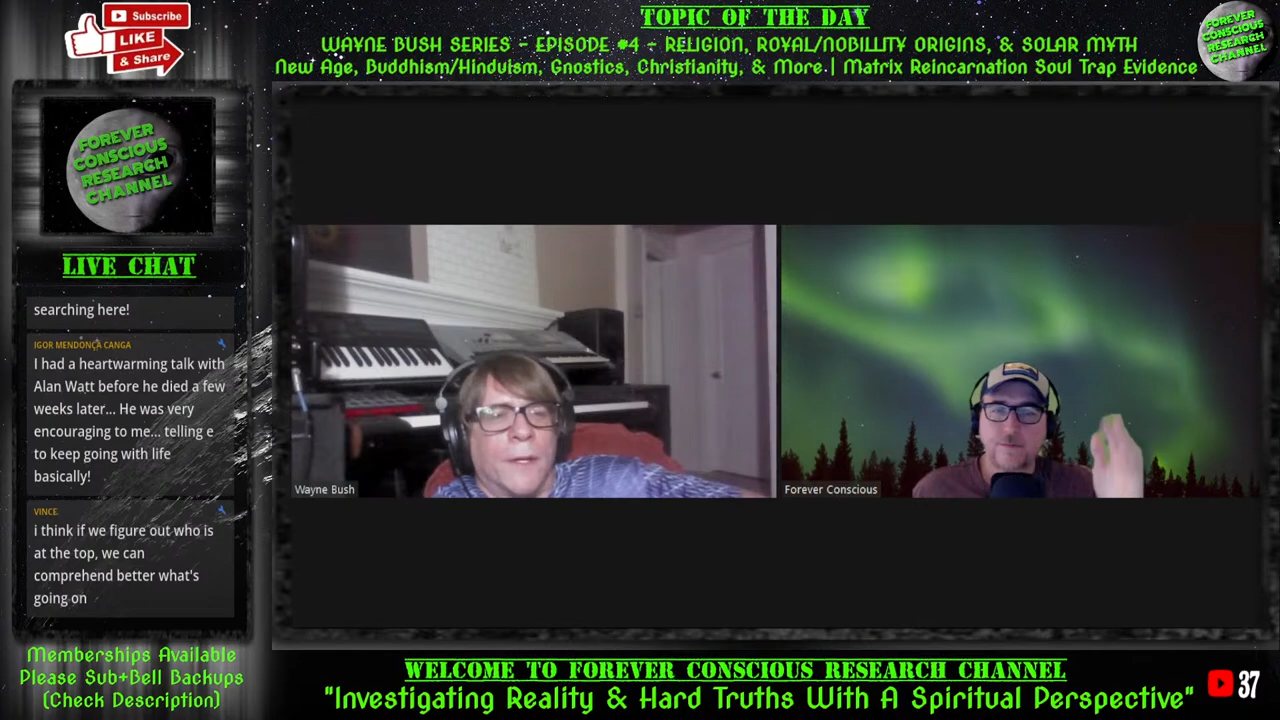 Subscribe
LIKE
& Share
TOPIC OF THE DAY
WAYNE BUSH SERIES - EPISODE #4 - RELIGION, ROYAL/NOBILLITY ORIGINS, & SOLAR MYTH
New Age, Buddhism/Hinduism, Gnostics, Christianity, & More | Matrix Reincarnation Soul Trap Evidence
FOREVER
CONSCIOUS
RESEARCH
CHANNEL
FOREVER
CONSCIOUS
RESEARCH
CHANNEL
LIVE CHAT
searching here!
IGOR MENDONÇA CANGA
I had a heartwarming talk with
Alan Watt before he died a few
weeks later... He was very
encouraging to me... telling e
to keep going with life
basically!
VINCE.
i think if we figure out who is
at the top, we can
comprehend better what's
going on
Wayne Bush
Forever Conscious
Memberships Available
Please Sub+Bell Backups
(Check Description)
WELCOME TO FOREVER CONSCIOUS RESEARCH CHANNEL
"Investigating Reality & Hard Truths With A Spiritual Perspective"
37